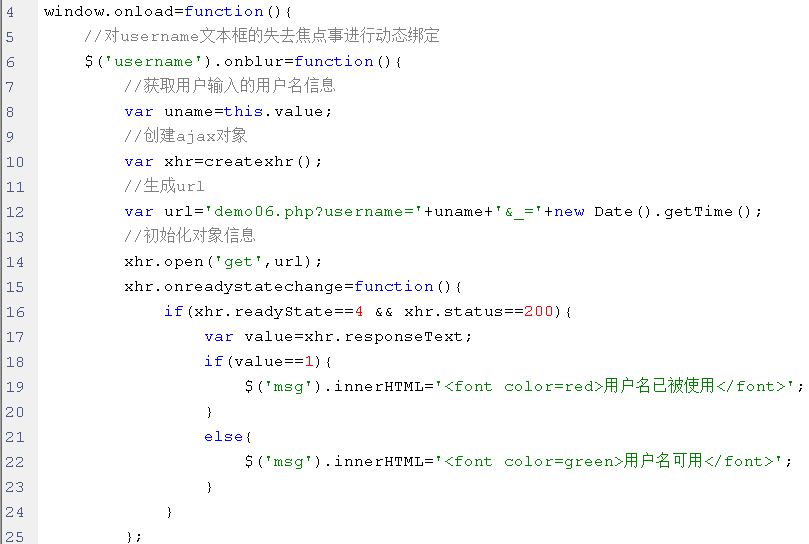 4 window.onload=function(){
5 //对username文本框的失去焦点事进行动态绑定
6 $('username').onblur=function(){
7 //获取用户输入的用户名信息
8 var uname=this.value;
9 //创建ajax对象
10 var xhr=createxhr();
11 //生成url
12 var url='demo06.php?username='+uname+'&_='+new Date().getTime();
13 //初始化对象信息
14 xhr.open('get',url);
15 xhr.onreadystatechange=function(){
16 if(xhr.readyState==4 && xhr.status==200){
17 var value=xhr.responseText;
18 if(value==1){
19 $('msg').innerHTML='<font color=red>用户名已被使用</font>';
20 }
21 else{
22 $('msg').innerHTML='<font color=green>用户名可用</font>';
23 }
24 }
25 };